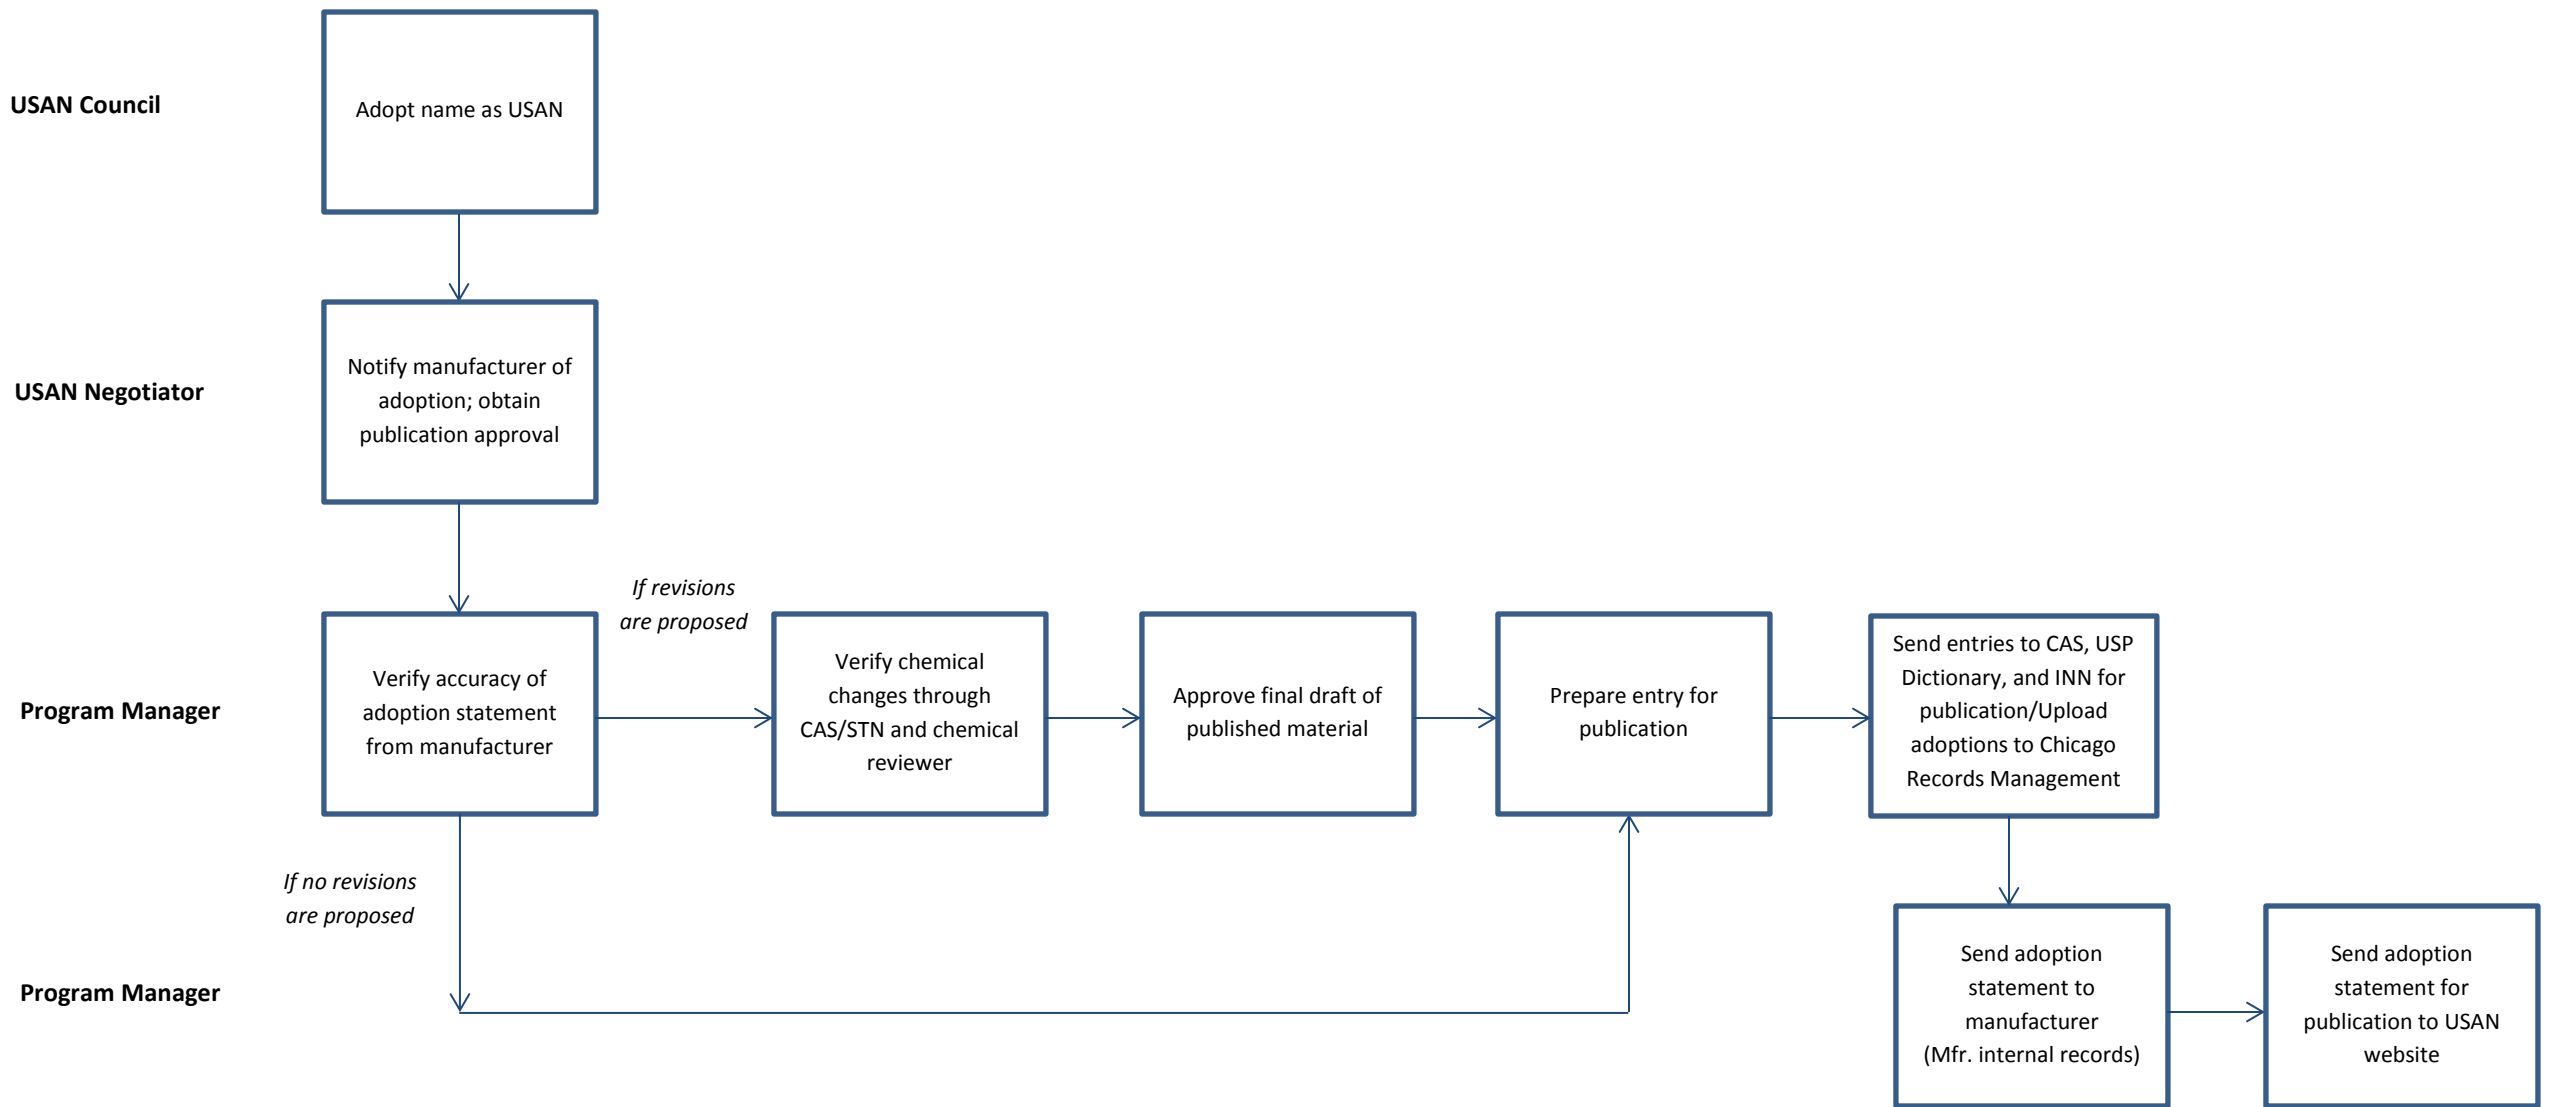 USAN Council
Adopt name as USAN
USAN Negotiator
Notify manufacturer of
adoption; obtain
publication approval
If revisions
are proposed
Program Manager
Verify accuracy of
adoption statement
from manufacturer
Verify chemical
changes through
CAS/STN and chemical
reviewer
Approve final draft of
published material
Prepare entry for
publication
Send entries to CAS, USP
Dictionary, and INN for
publication/Upload
adoptions to Chicago
Records Management
If no revisions
are proposed
Program Manager
Send adoption
statement to
manufacturer
(Mfr. internal records)
Send adoption
statement for
publication to USAN
website